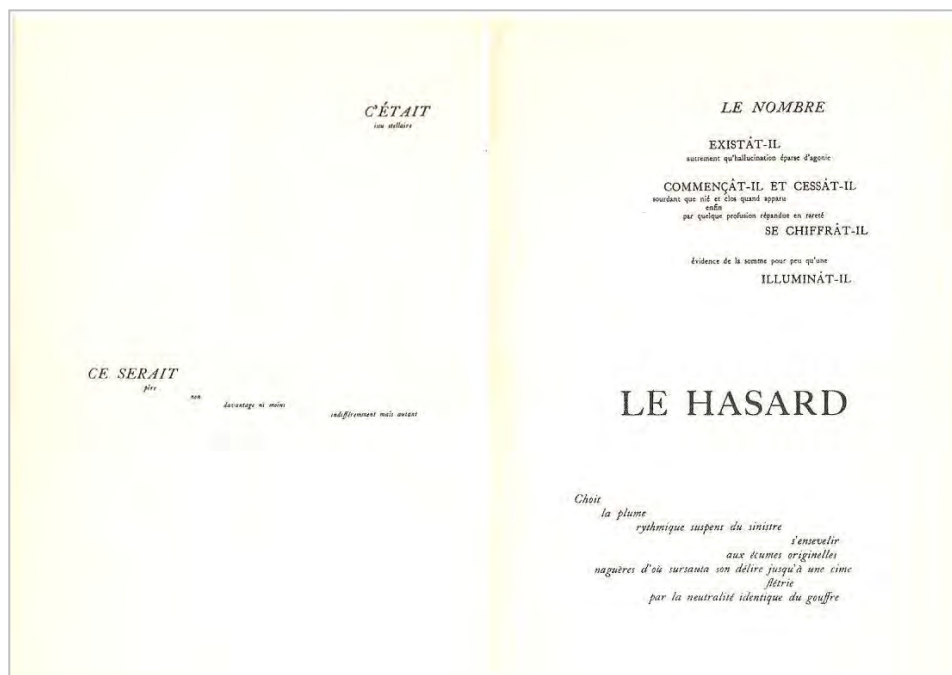 C'ÉTAIT
issu stellaire
CE SERAIT
pire
non
davantage ni moins
indifféremment mais autant
LE NOMBRE
EXISTÂT-IL
autrement qu'hallucination éparse d'agonie
COMMENÇÂT-IL ET CESSÂT-IL
sourdant que nié et clos quand apparu
enfin
par quelque profusion répandue en rareté
SE CHIFFRÂT-IL
évidence de la somme pour peu qu'une
ILLUMINÂT-IL
LE HASARD
Choit
la plume
rythmique suspens du sinistre
s'ensevelir
aux écumes originelles
naguères d'où sursauta son délire jusqu'à une cime
flétrie
par la neutralité identique du gouffre